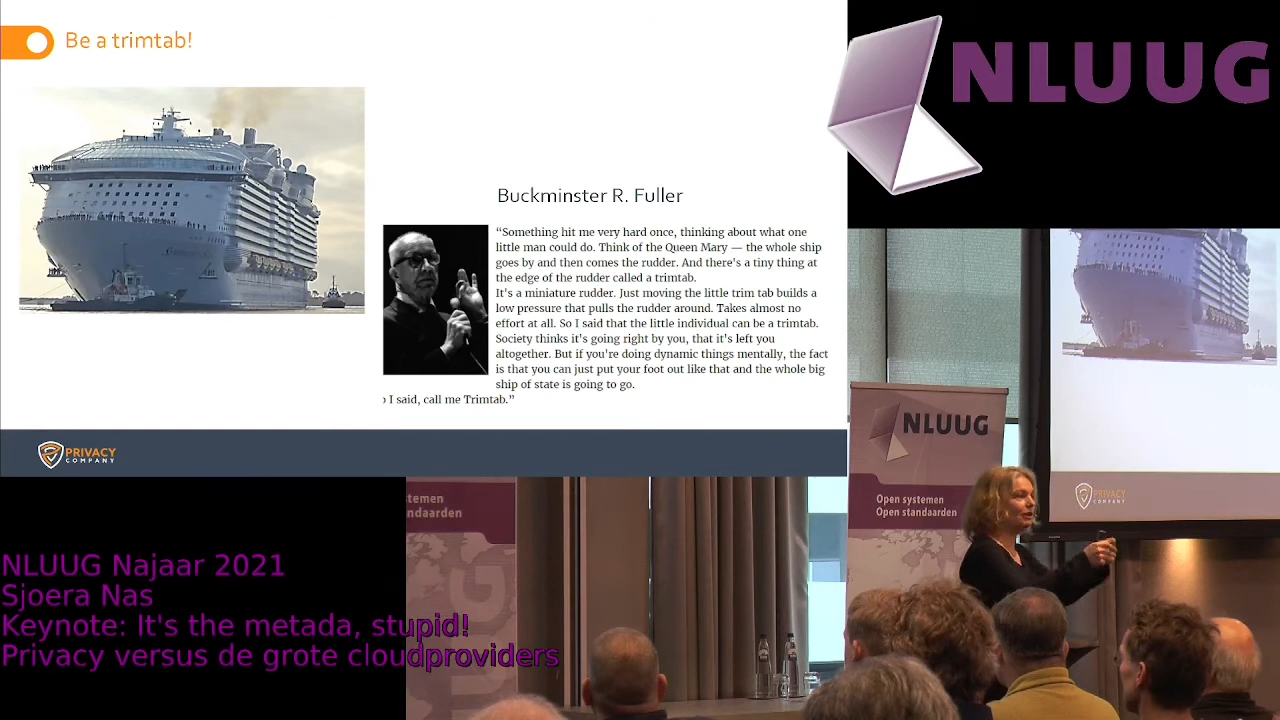 Be a trimtab!
NLUUG
Buckminster R. Fuller
“Something hit me very hard once, thinking about what one
little man could do. Think of the Queen Mary — the whole ship
goes by and then comes the rudder. And there's a tiny thing at
the edge of the rudder called a trimtab.
It's a miniature rudder. Just moving the little trim tab builds a
low pressure that pulls the rudder around. Takes almost no
effort at all. So I said that the little individual can be a trimtab.
Society thinks it's going right by you, that it's left you
altogether. But if you're doing dynamic things mentally, the fact
is that you can just put your foot out like that and the whole big
ship of state is going to go.
I said, call me Trimtab.”
PRIVACY
COMPANY
NLUUG
Open systemen
Open standaarden
PRIVACY
COMPANY
temen
ndaarden
NLUUG Najaar 2021
Sjoera Nas
Keynote: It's the metada, stupid!
Privacy versus de grote cloudproviders